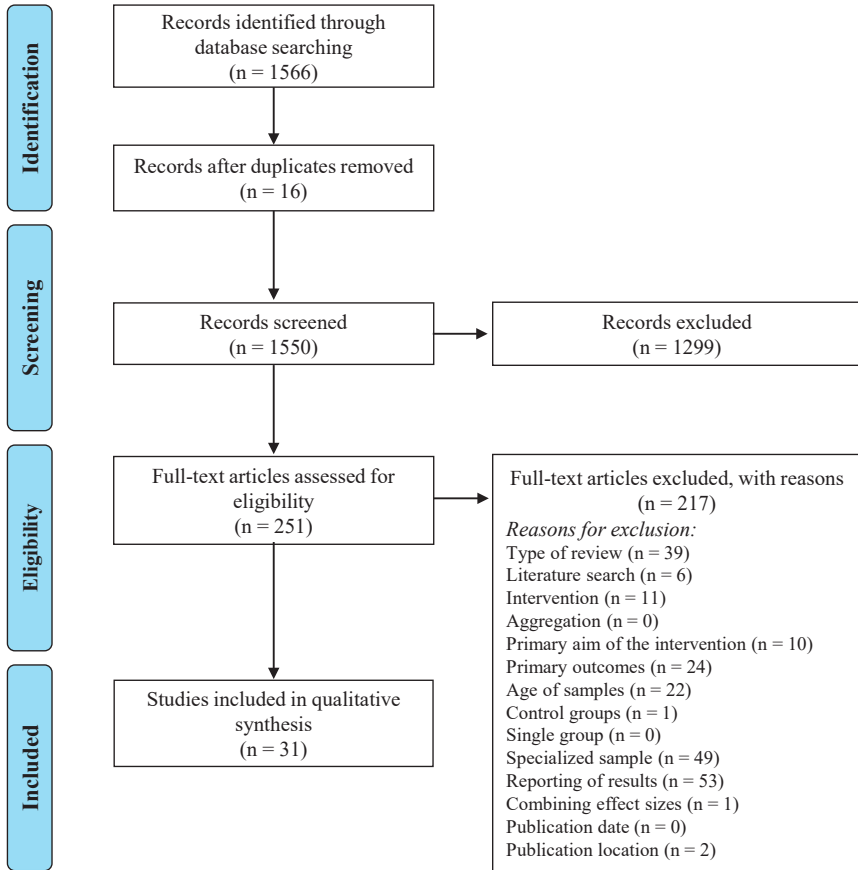 Identification
Records identified through
database searching
(n = 1566)
Records after duplicates removed
(n = 16)
Screening
Records screened
(n = 1550)
Records excluded
(n = 1299)
Eligibility
Full-text articles assessed for
eligibility
(n = 251)
Full-text articles excluded, with reasons
(n = 217)
Reasons for exclusion:
Type of review (n = 39)
Literature search (n = 6)
Intervention (n = 11)
Aggregation (n = 0)
Primary aim of the intervention (n = 10)
Primary outcomes (n = 24)
Age of samples (n = 22)
Control groups (n = 1)
Single group (n = 0)
Specialized sample (n = 49)
Reporting of results (n = 53)
Combining effect sizes (n = 1)
Publication date (n = 0)
Publication location (n = 2)
Included
Studies included in qualitative
synthesis
(n = 31)